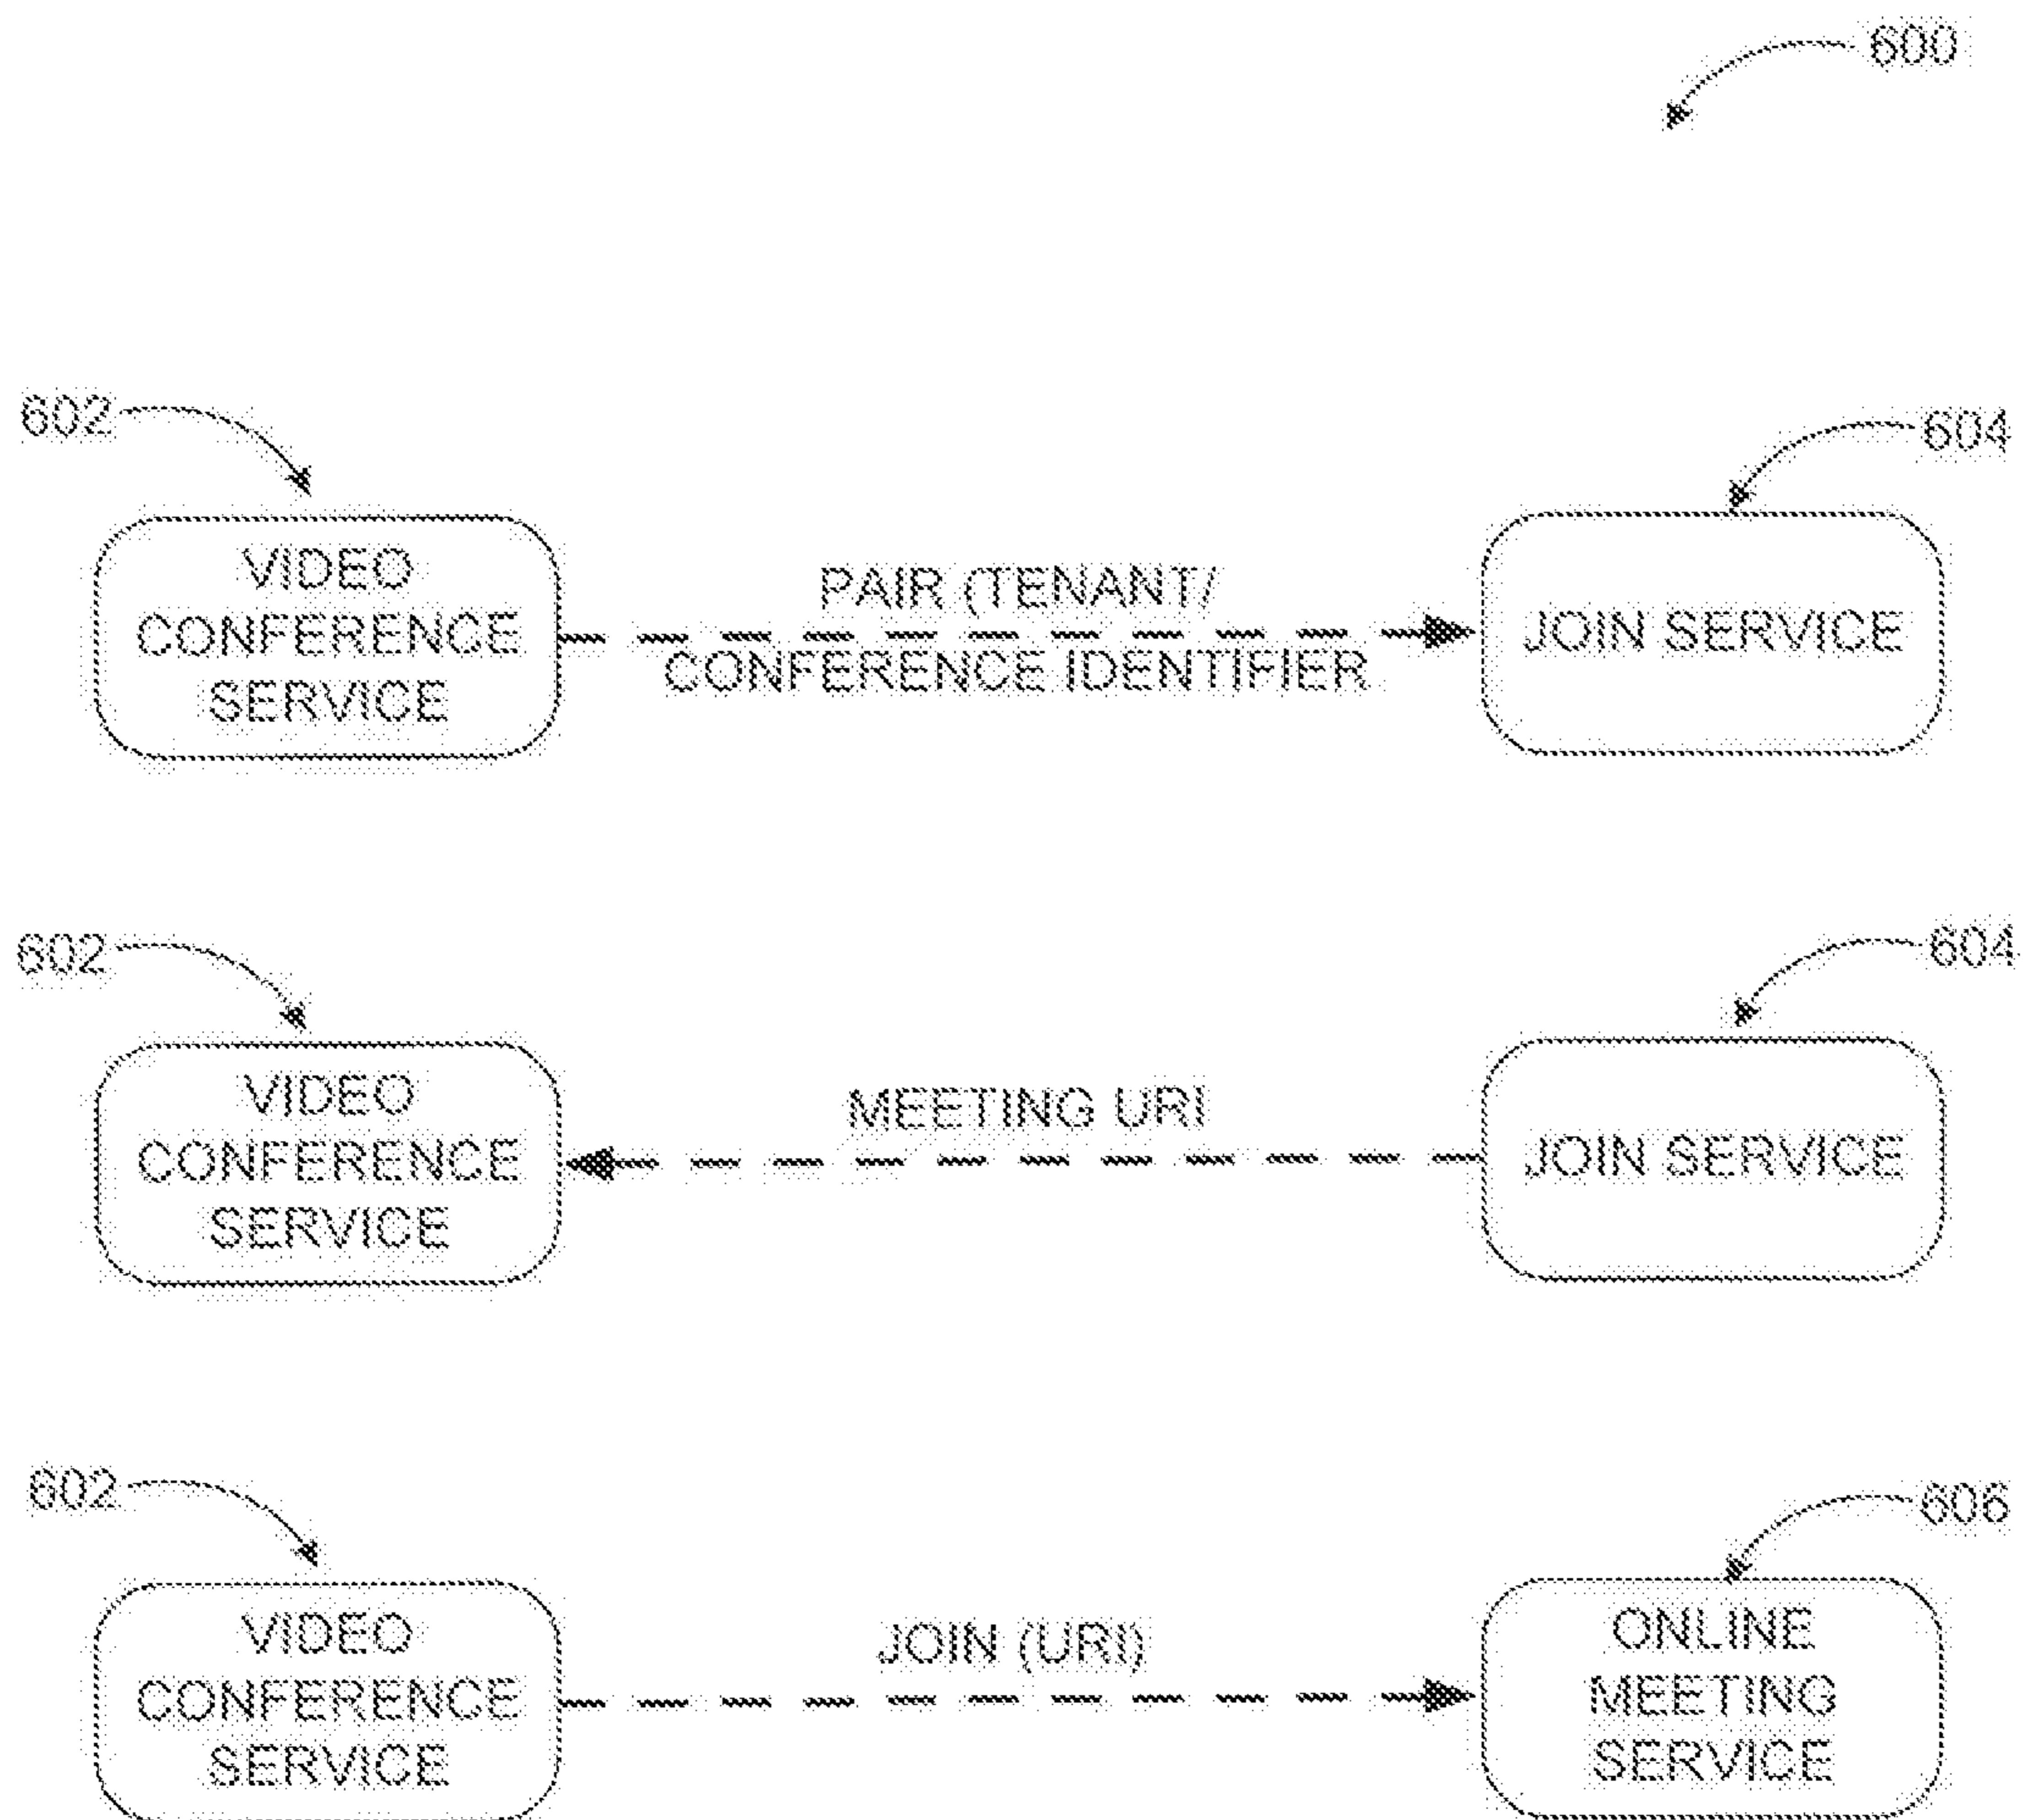 600
602
604
VIDEO
CONFERENCE
SERVICE
PAIR (TENANT/
CONFERENCE IDENTIFIER
JOIN SERVICE
602
604
VIDEO
CONFERENCE
SERVICE
MEETING URI
JOIN SERVICE
602
606
VIDEO
CONFERENCE
SERVICE
JOIN (URI)
ONLINE
MEETING
SERVICE